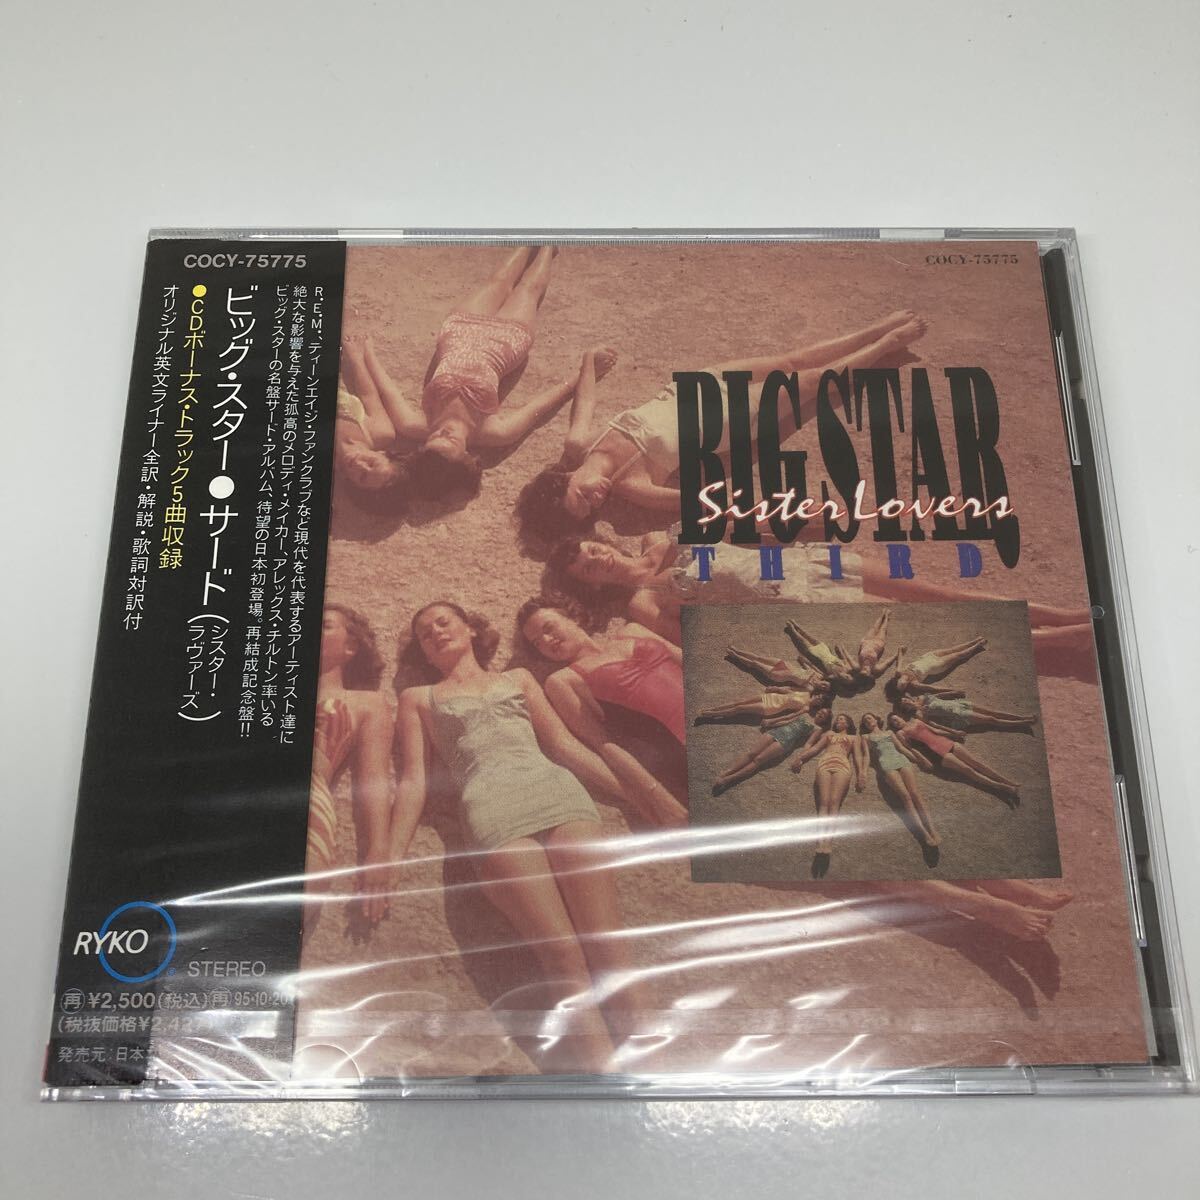 COCY-75775
R.E.M.、ティーンエイジ・ファンクラブなど現代を代表するアーティスト達に
絶大な影響を与えた孤高のメロディ・メイカー、アレックス・チルトン率いる
ビッグ・スターの名盤サード・アルバム、待望の日本初登場。再結成記念盤!!
ビッグ・スター●サード(シスター・
ラヴァーズ)
●CDボーナス・トラック5曲収録
オリジナル英文ライナー全訳・解説・歌詞対訳付
RYKO
STEREO
再¥2,500(税込)再95・10・20
(税抜価格¥2,427
発売元:日本
COCY-75775
BIG STAR
Sister Lovers
THIRD